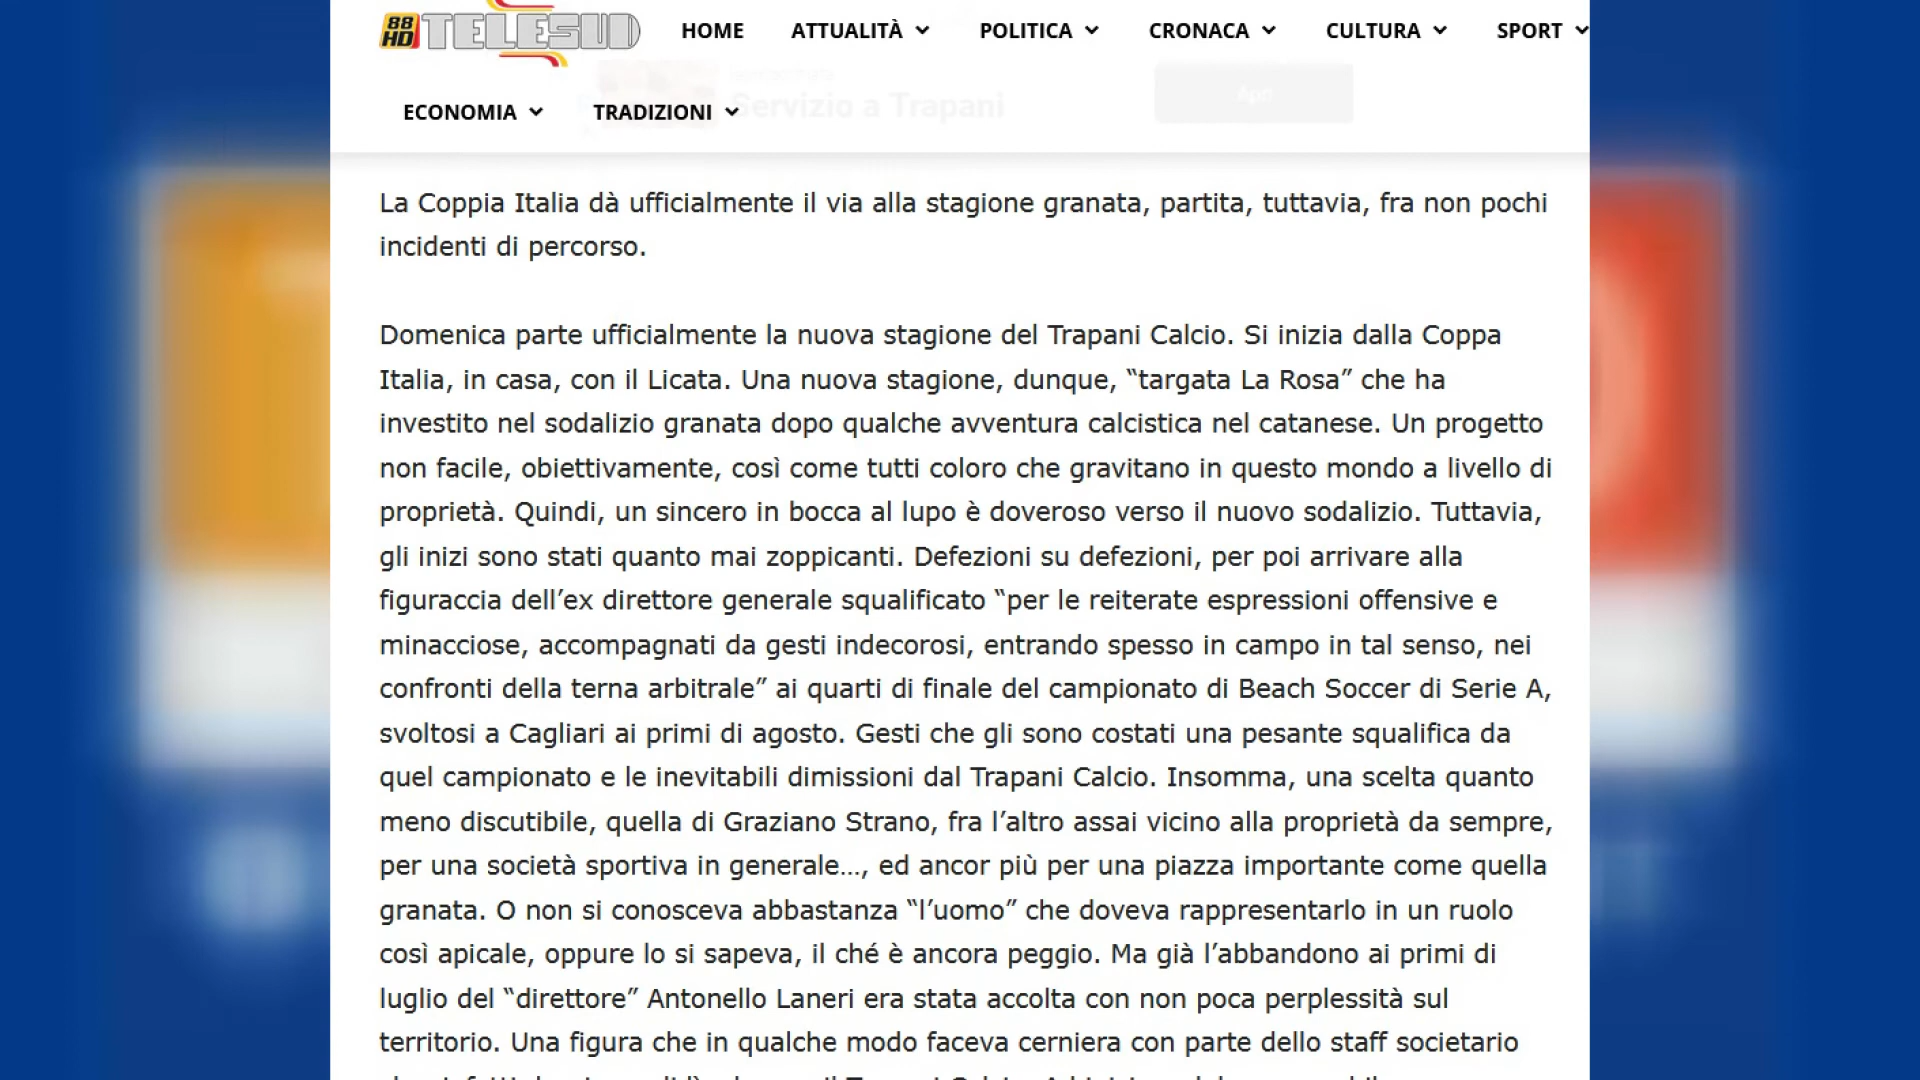 88 HD TELESUD HOME ATTUALITÀ POLITICA CRONACA CULTURA SPORT
Servizio a Trapani Apri
ECONOMIA TRADIZIONI
La Coppia Italia dà ufficialmente il via alla stagione granata, partita, tuttavia, fra non pochi
incidenti di percorso.
Domenica parte ufficialmente la nuova stagione del Trapani Calcio. Si inizia dalla Coppa
Italia, in casa, con il Licata. Una nuova stagione, dunque, “targata La Rosa” che ha
investito nel sodalizio granata dopo qualche avventura calcistica nel catanese. Un progetto
non facile, obiettivamente, così come tutti coloro che gravitano in questo mondo a livello di
proprietà. Quindi, un sincero in bocca al lupo è doveroso verso il nuovo sodalizio. Tuttavia,
gli inizi sono stati quanto mai zoppicanti. Defezioni su defezioni, per poi arrivare alla
figuraccia dell’ex direttore generale squalificato “per le reiterate espressioni offensive e
minacciose, accompagnati da gesti indecorosi, entrando spesso in campo in tal senso, nei
confronti della terna arbitrale” ai quarti di finale del campionato di Beach Soccer di Serie A,
svoltosi a Cagliari ai primi di agosto. Gesti che gli sono costati una pesante squalifica da
quel campionato e le inevitabili dimissioni dal Trapani Calcio. Insomma, una scelta quanto
meno discutibile, quella di Graziano Strano, fra l’altro assai vicino alla proprietà da sempre,
per una società sportiva in generale…, ed ancor più per una piazza importante come quella
granata. O non si conosceva abbastanza “l’uomo” che doveva rappresentarlo in un ruolo
così apicale, oppure lo si sapeva, il ché è ancora peggio. Ma già l’abbandono ai primi di
luglio del “direttore” Antonello Laneri era stata accolta con non poca perplessità sul
territorio. Una figura che in qualche modo faceva cerniera con parte dello staff societario